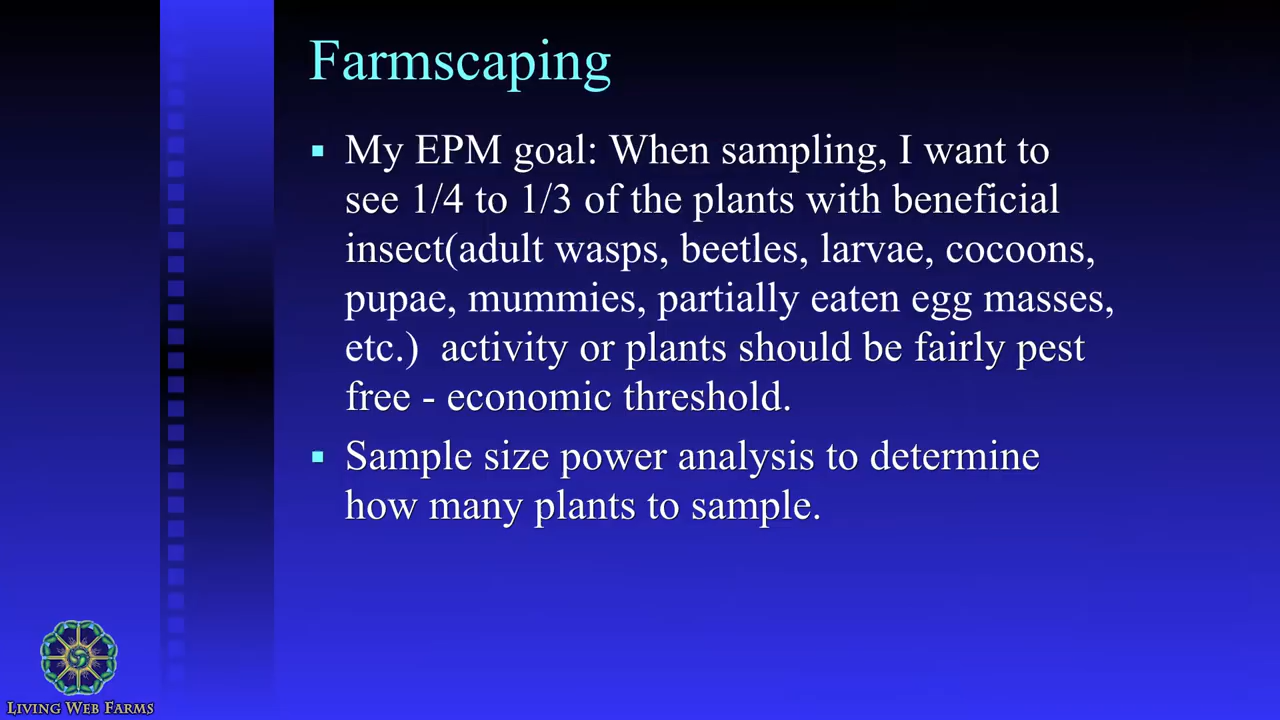 Farmscaping
▪ My EPM goal: When sampling, I want to
see 1/4 to 1/3 of the plants with beneficial
insect(adult wasps, beetles, larvae, cocoons,
pupae, mummies, partially eaten egg masses,
etc.)  activity or plants should be fairly pest
free - economic threshold.
▪ Sample size power analysis to determine
how many plants to sample.
LIVING WEB FARMS